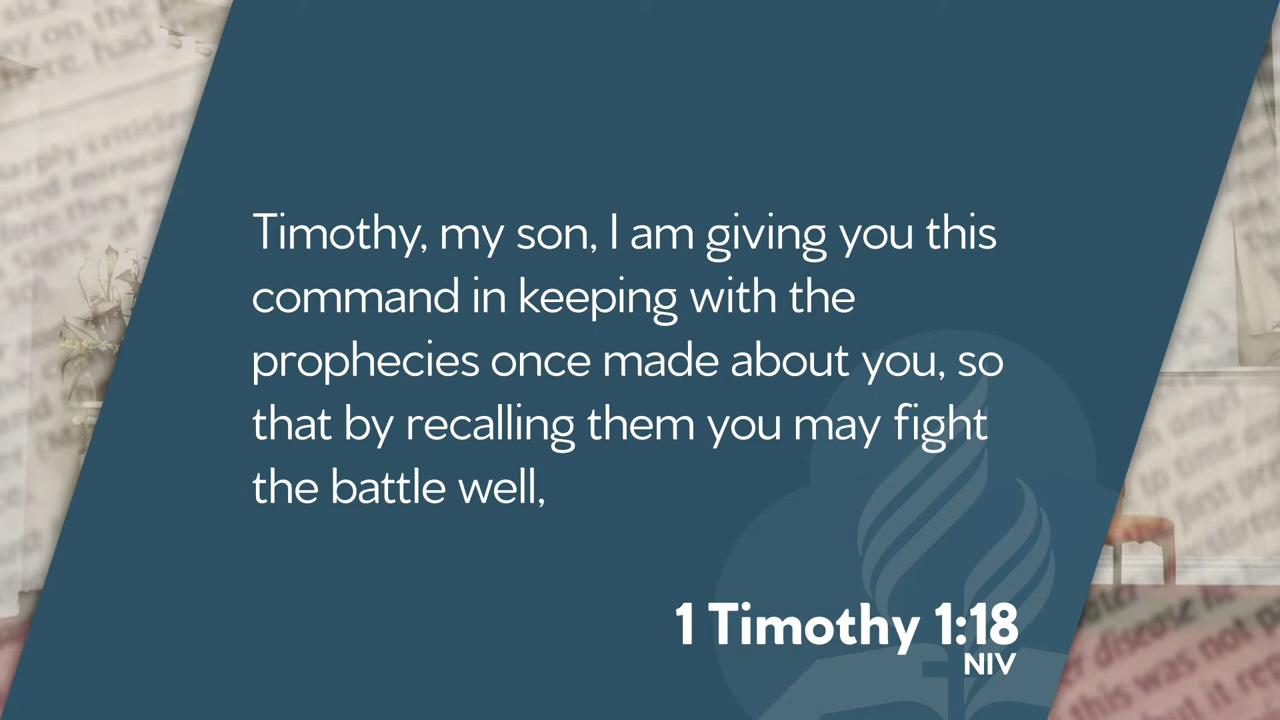 Timothy, my son, I am giving you this
command in keeping with the
prophecies once made about you, so
that by recalling them you may fight
the battle well,
1 Timothy 1:18
NIV